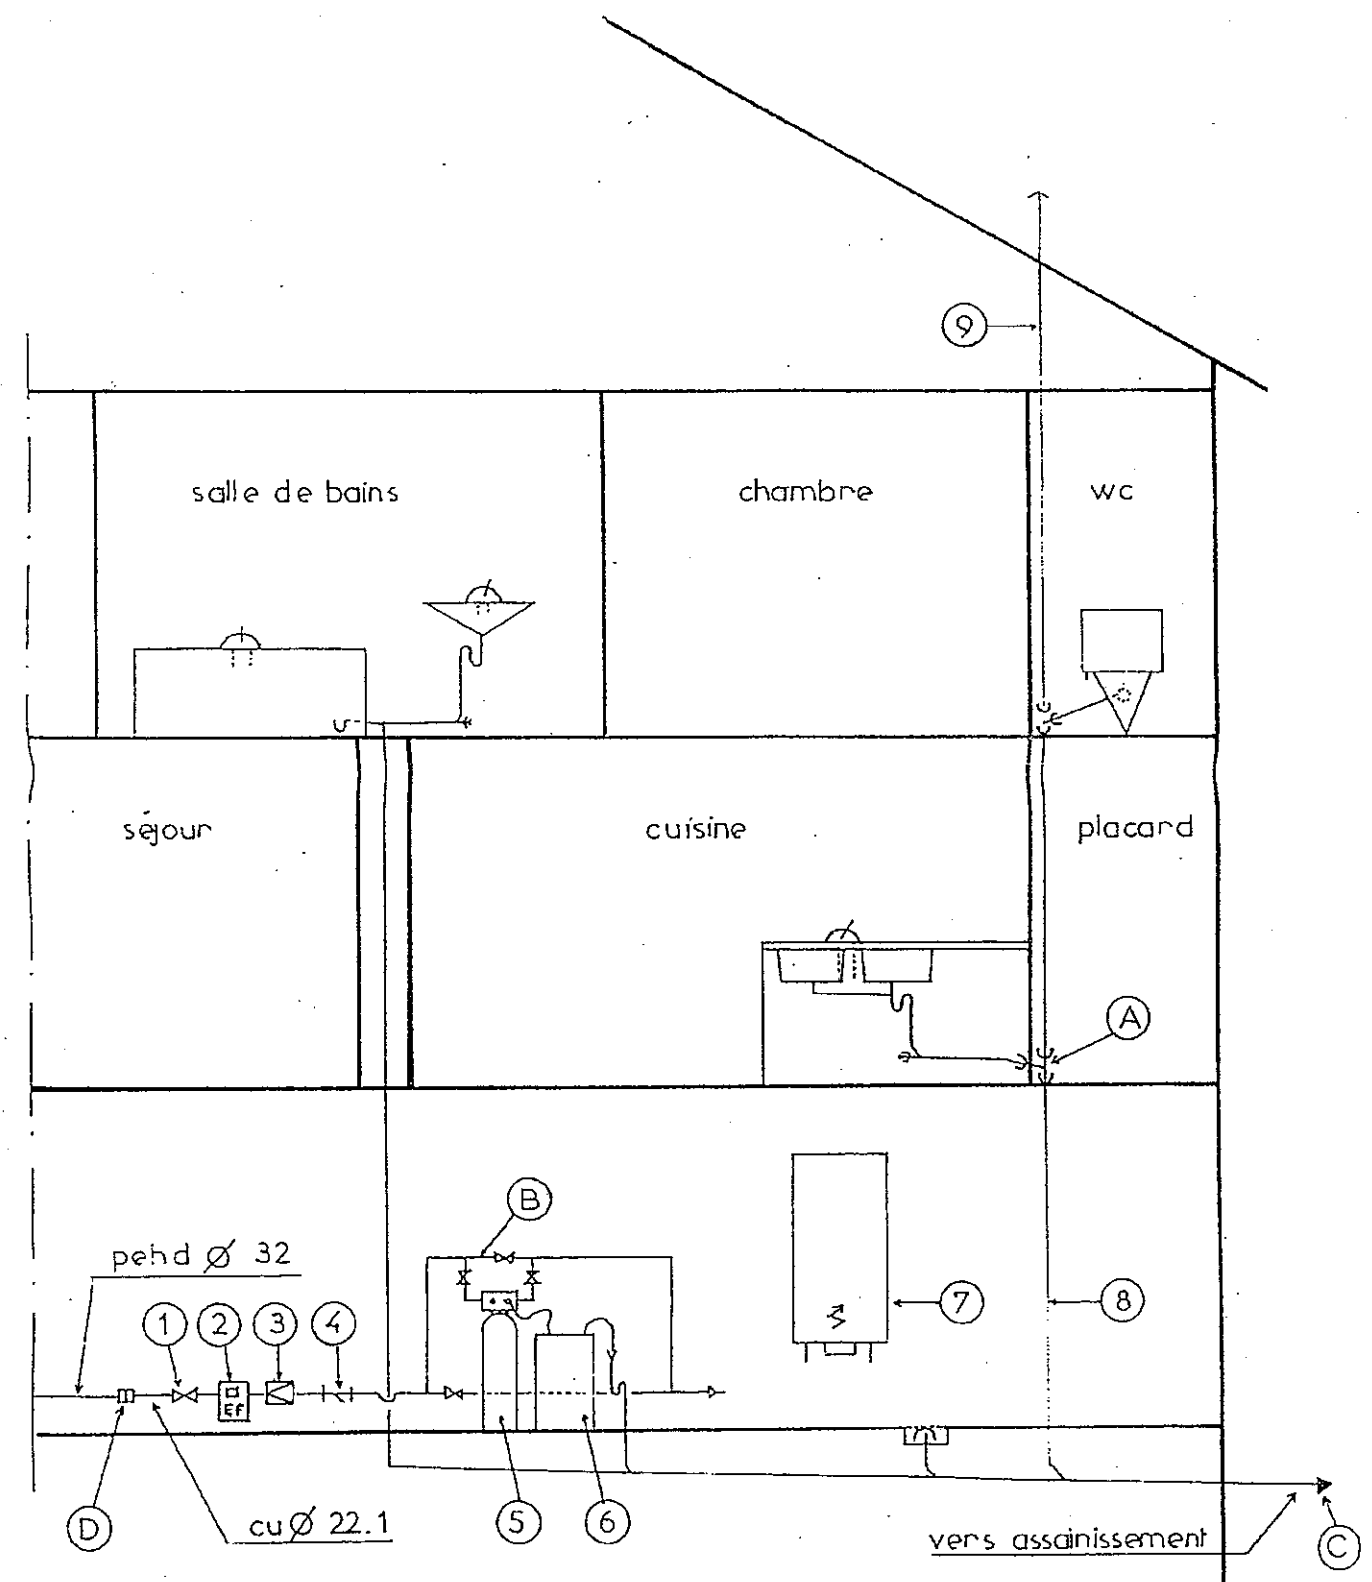 9
salle de bains
chambre
wc
séjour
cuisine
placard
A
B
pehd Ø 32
1
2
3
4
7
8
EF
D
cu Ø 22.1
5
6
vers assainissement
C